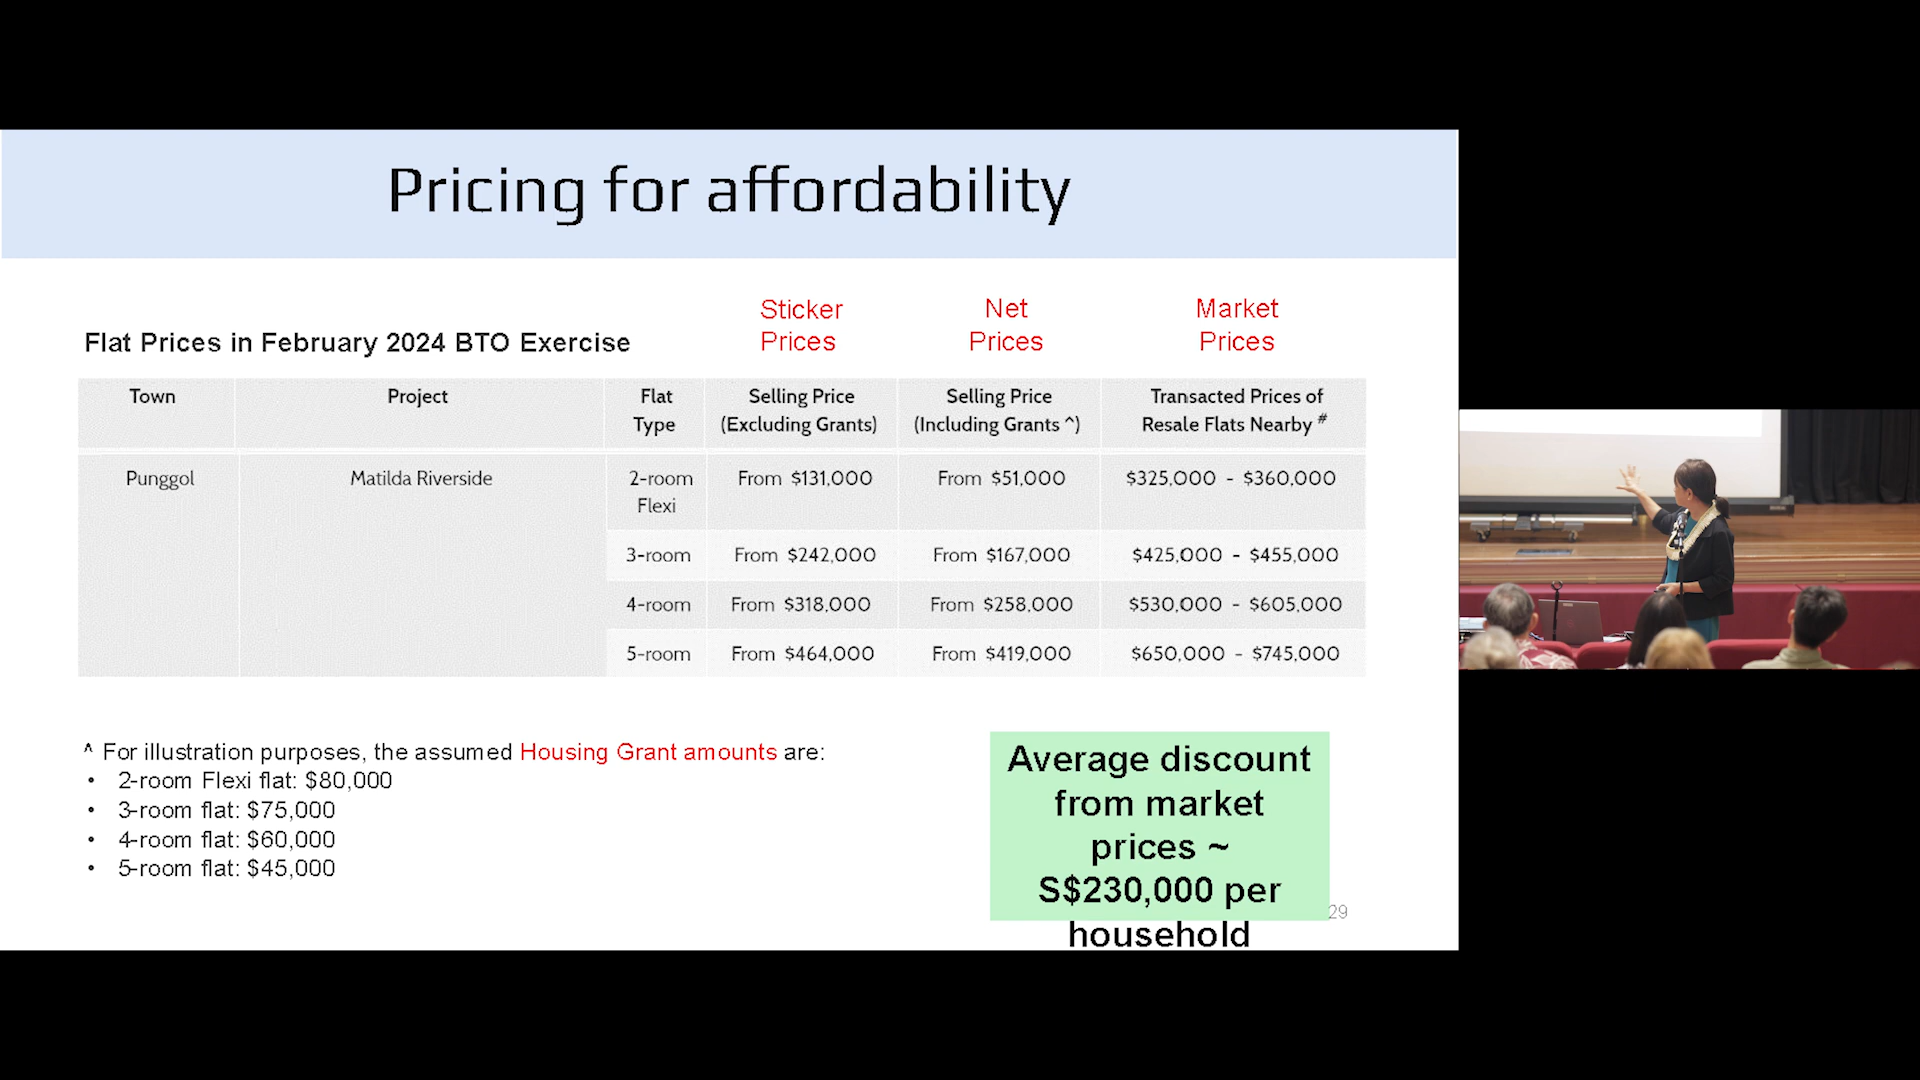 Pricing for affordability
Sticker
Prices
Net
Prices
Market
Prices
Flat Prices in February 2024 BTO Exercise
Town
Project
Flat
Type
Selling Price
(Excluding Grants)
Selling Price
(Including Grants ^)
Transacted Prices of
Resale Flats Nearby #
Punggol
Matilda Riverside
2-room
Flexi
From $131,000
From $51,000
$325,000 - $360,000
3-room
From $242,000
From $167,000
$425,000 - $455,000
4-room
From $318,000
From $258,000
$530,000 - $605,000
5-room
From $464,000
From $419,000
$650,000 - $745,000
^ For illustration purposes, the assumed Housing Grant amounts are:
• 2-room Flexi flat: $80,000
• 3-room flat: $75,000
• 4-room flat: $60,000
• 5-room flat: $45,000
Average discount
from market
prices ~
S$230,000 per
household
29